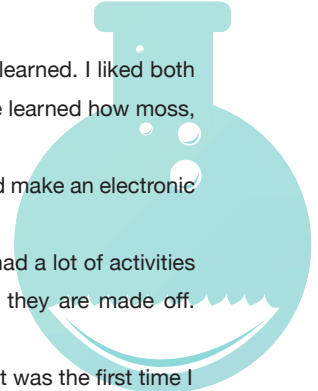 learned. I liked both
learned how moss,
make an electronic
had a lot of activities
they are made off.
t was the first time I